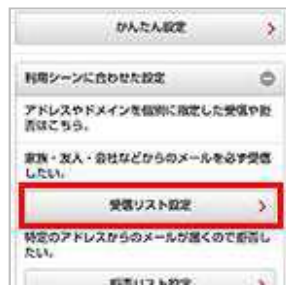 かんたん設定
利用シーンに合わせた設定
アドレスやドメインを個別に指定した受信や拒
否はこちら。
家族・友人・会社などからのメールを必ず受信
したい。
受信リスト設定
特定のアドレスからのメールが届くので拒否し
たい。
拒否リスト設定